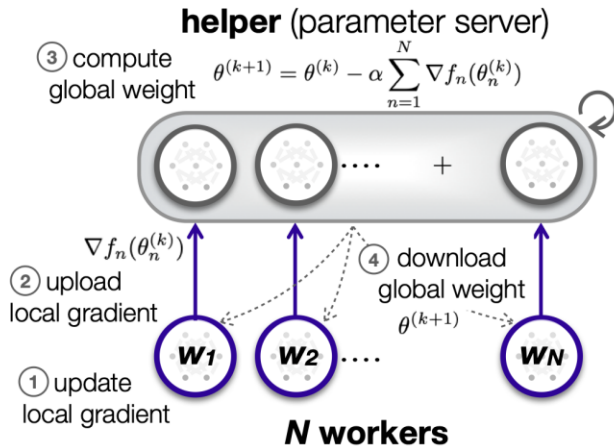 helper (parameter server)
③ compute
global weight
θ^{(k+1)} = θ^{(k)} − α ∑_{n=1}^{N} ∇f_n(θ_n^{(k)})
.... +
∇f_n(θ_n^{(k)})
② upload
local gradient
④ download
global weight
θ^{(k+1)}
w1 w2 .... wN
① update
local gradient
N workers